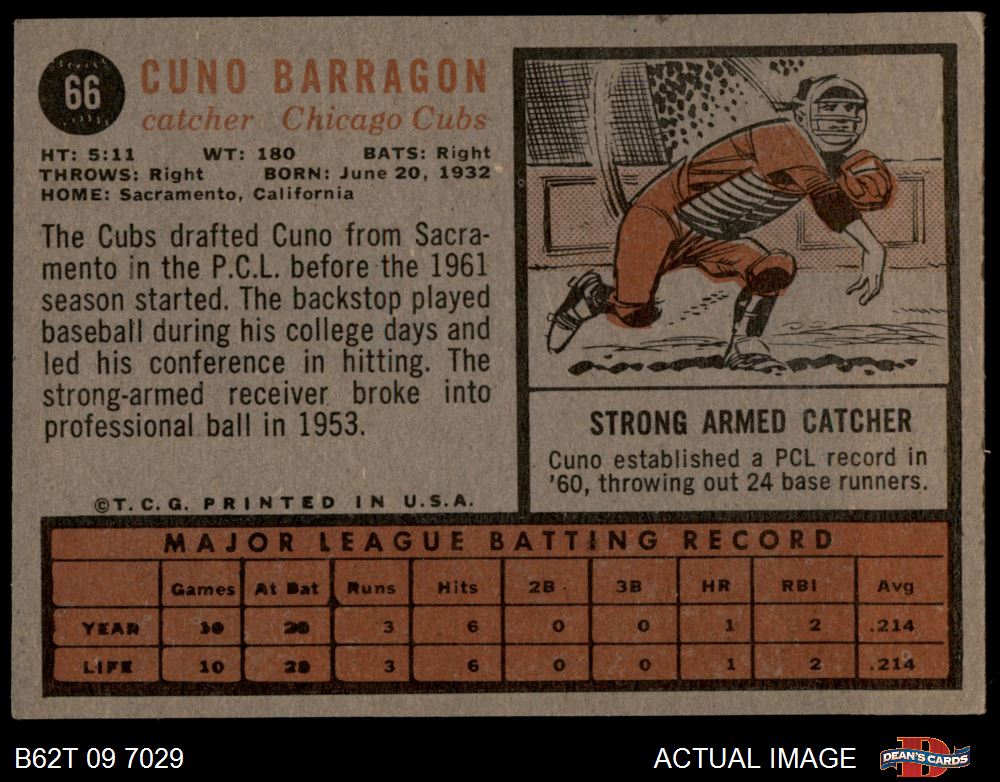 66
CUNO BARRAGON
catcher Chicago Cubs
HT: 5:11 WT: 180 BATS: Right
THROWS: Right BORN: June 20, 1932
HOME: Sacramento, California
The Cubs drafted Cuno from Sacra-
mento in the P.C.L. before the 1961
season started. The backstop played
baseball during his college days and
led his conference in hitting. The
strong-armed receiver broke into
professional ball in 1953.
©T.C.G. PRINTED IN U.S.A.
STRONG ARMED CATCHER
Cuno established a PCL record in
'60, throwing out 24 base runners.
MAJOR LEAGUE BATTING RECORD
Games At Bat Runs Hits 2B 3B HR RBI Avg
YEAR 10 28 3 6 0 0 1 2 .214
LIFE 10 28 3 6 0 0 1 2 .214
B62T 09 7029 ACTUAL IMAGE
DEAN'S CARDS